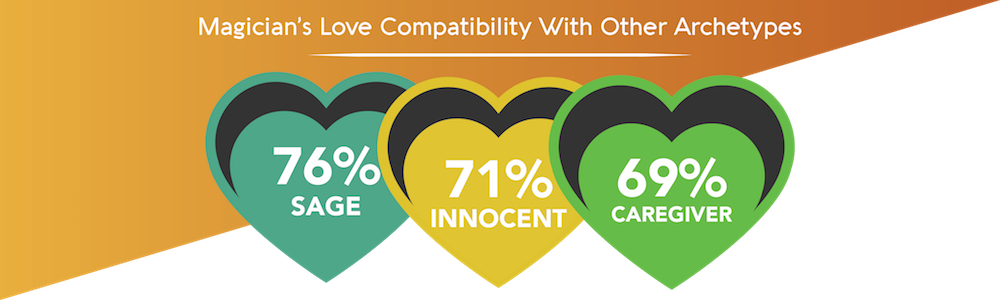 Magician's Love Compatibility With Other Archetypes
76%
SAGE
71%
INNOCENT
69%
CAREGIVER